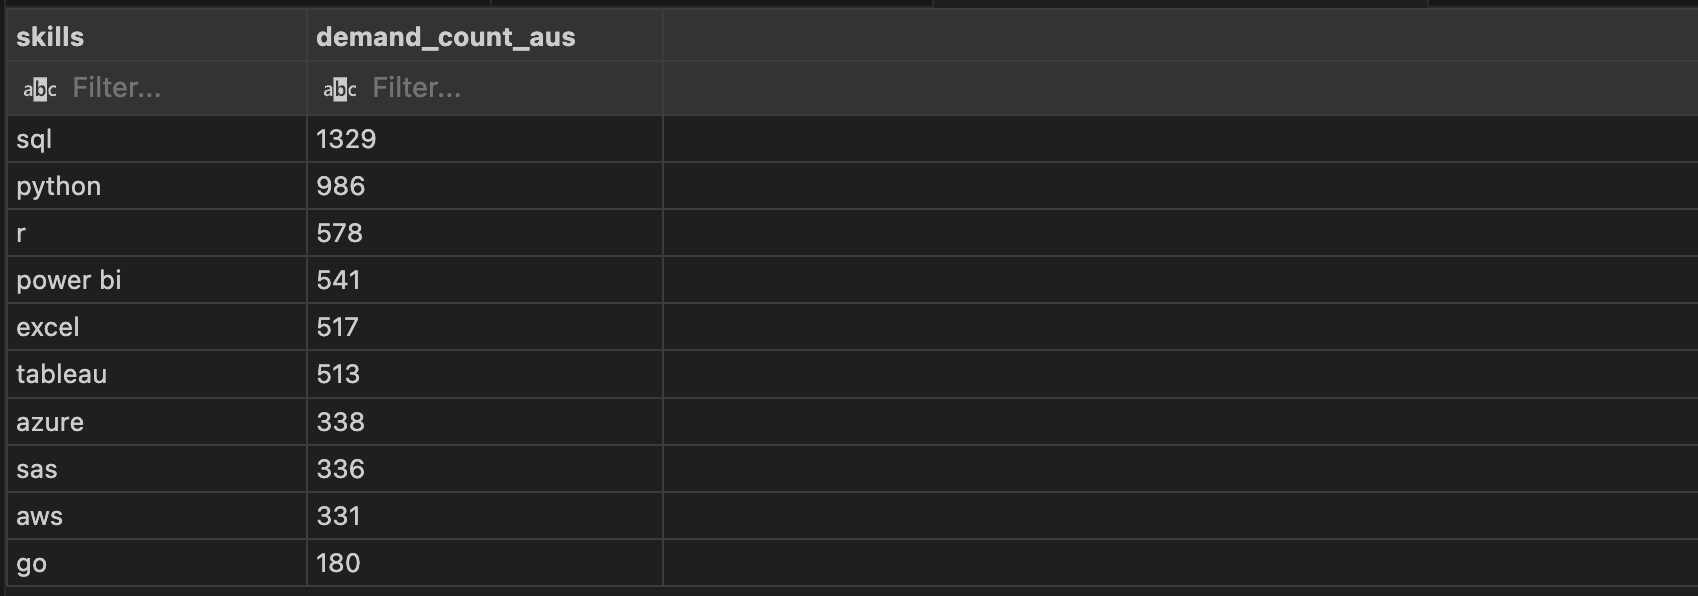 skills demand_count_aus
abc Filter... abc Filter...
sql 1329
python 986
r 578
power bi 541
excel 517
tableau 513
azure 338
sas 336
aws 331
go 180